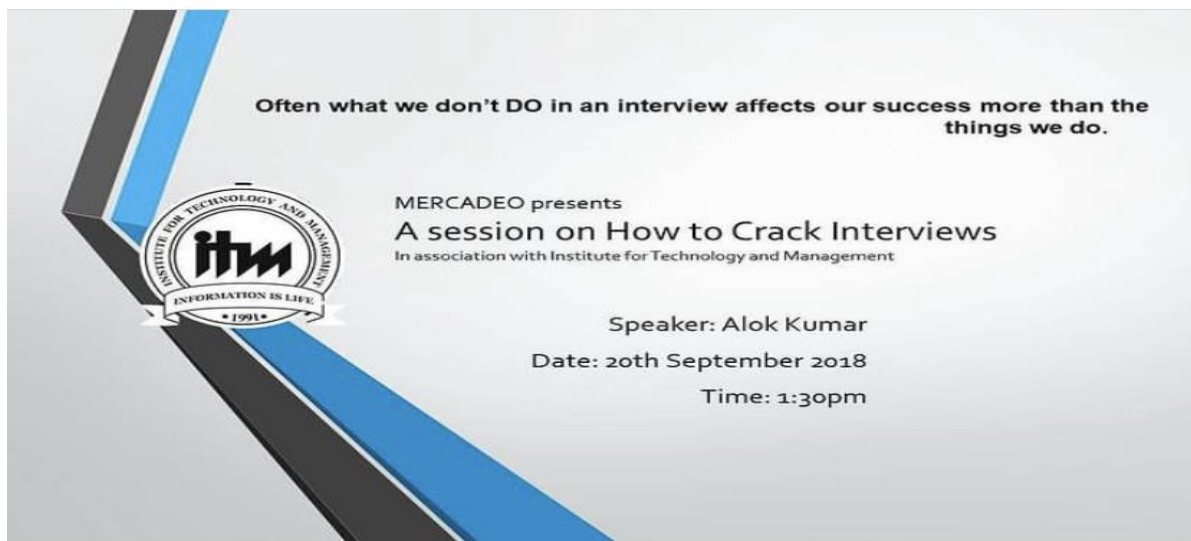 Often what we don't DO in an interview affects our success more than the
things we do.
MERCADEO presents
A session on How to Crack Interviews
In association with Institute for Technology and Management
INSTITUTE FOR TECHNOLOGY AND MANAGEMENT
itm
INFORMATION IS LIFE
•1991•
Speaker: Alok Kumar
Date: 20th September 2018
Time: 1:30pm